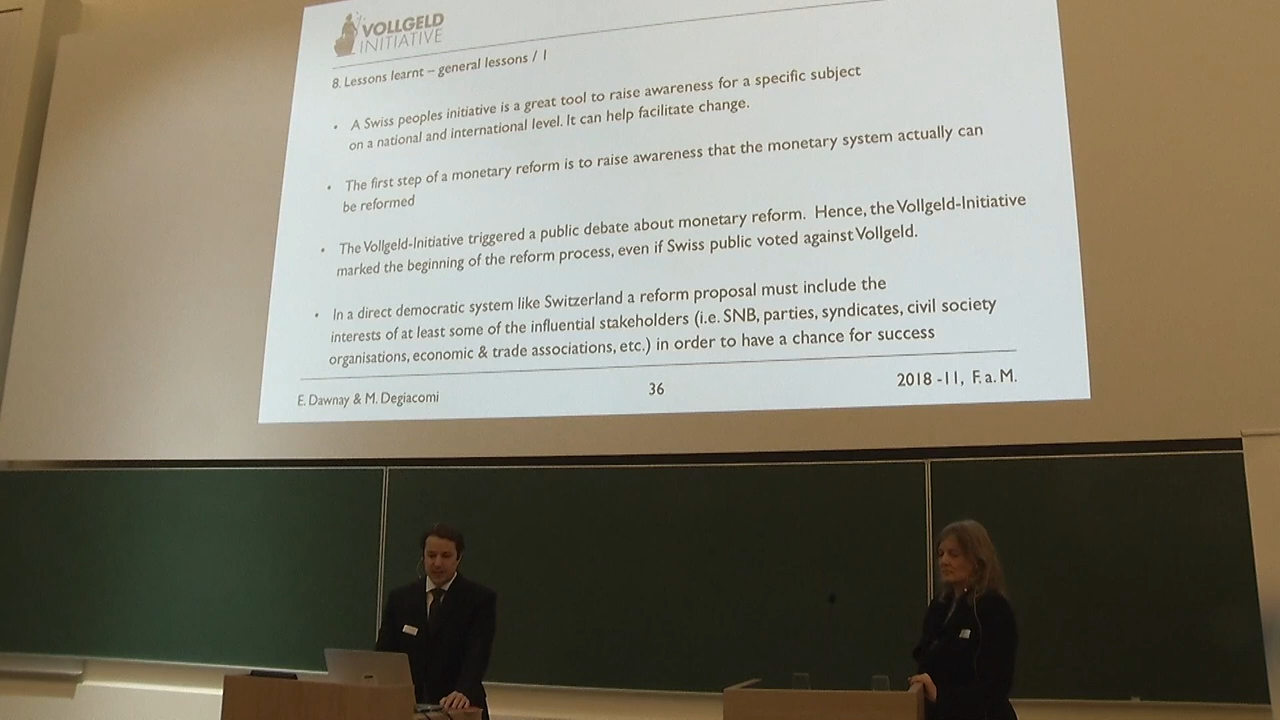 VOLLGELD
INITIATIVE
8. Lessons learnt – general lessons / 1
• A Swiss peoples initiative is a great tool to raise awareness for a specific subject
on a national and international level. It can help facilitate change.
• The first step of a monetary reform is to raise awareness that the monetary system actually can
be reformed
• The Vollgeld-Initiative triggered a public debate about monetary reform. Hence, the Vollgeld-Initiative
marked the beginning of the reform process, even if Swiss public voted against Vollgeld.
• In a direct democratic system like Switzerland a reform proposal must include the
interests of at least some of the influential stakeholders (i.e. SNB, parties, syndicates, civil society
organisations, economic & trade associations, etc.) in order to have a chance for success
E. Dawnay & M. Degiacomi 36 2018 -11, F. a. M.